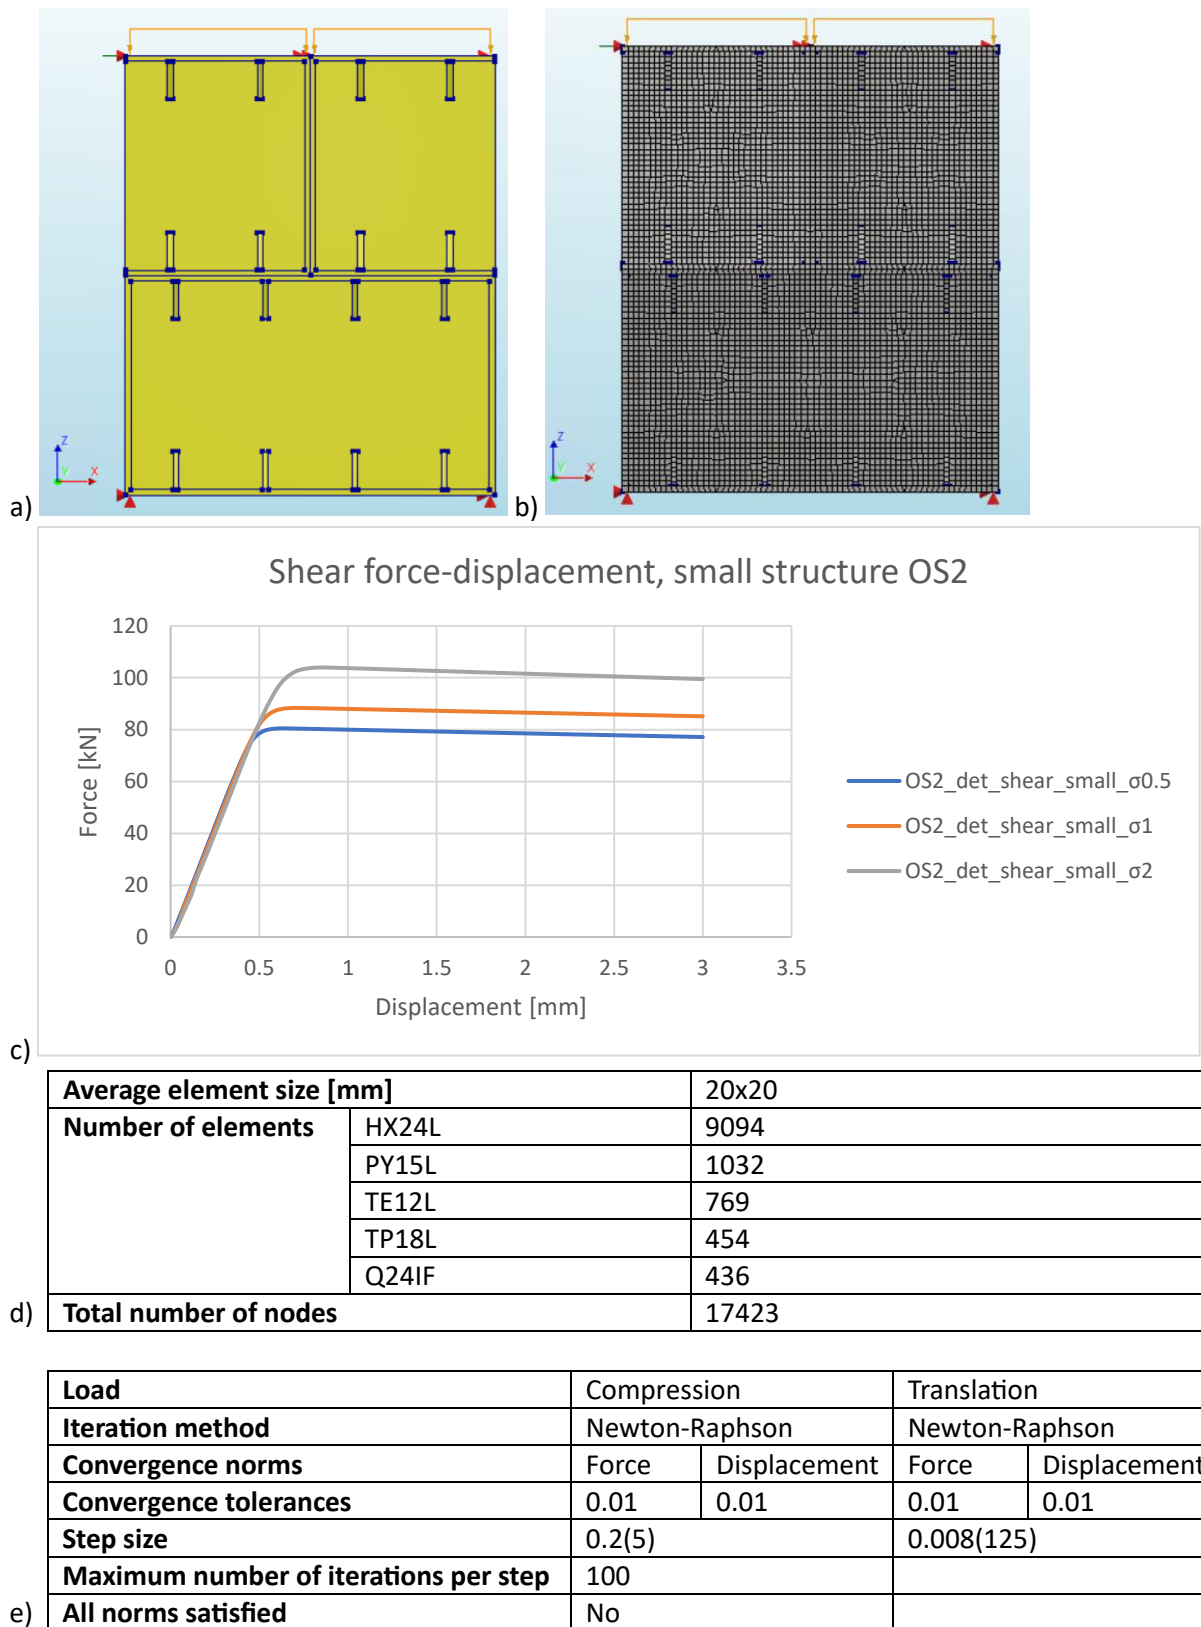 Z
Y
X
a)
Z
Y
X
b)
Shear force-displacement, small structure OS2
120
100
80
60
40
20
0
Force [kN]
0 0.5 1 1.5 2 2.5 3 3.5
Displacement [mm]
OS2_det_shear_small_σ0.5
OS2_det_shear_small_σ1
OS2_det_shear_small_σ2
c)
Average element size [mm] 20x20
Number of elements HX24L 9094
PY15L 1032
TE12L 769
TP18L 454
Q24IF 436
d) Total number of nodes 17423
Load Compression Translation
Iteration method Newton-Raphson Newton-Raphson
Convergence norms Force Displacement Force Displacement
Convergence tolerances 0.01 0.01 0.01 0.01
Step size 0.2(5) 0.008(125)
Maximum number of iterations per step 100
e) All norms satisfied No